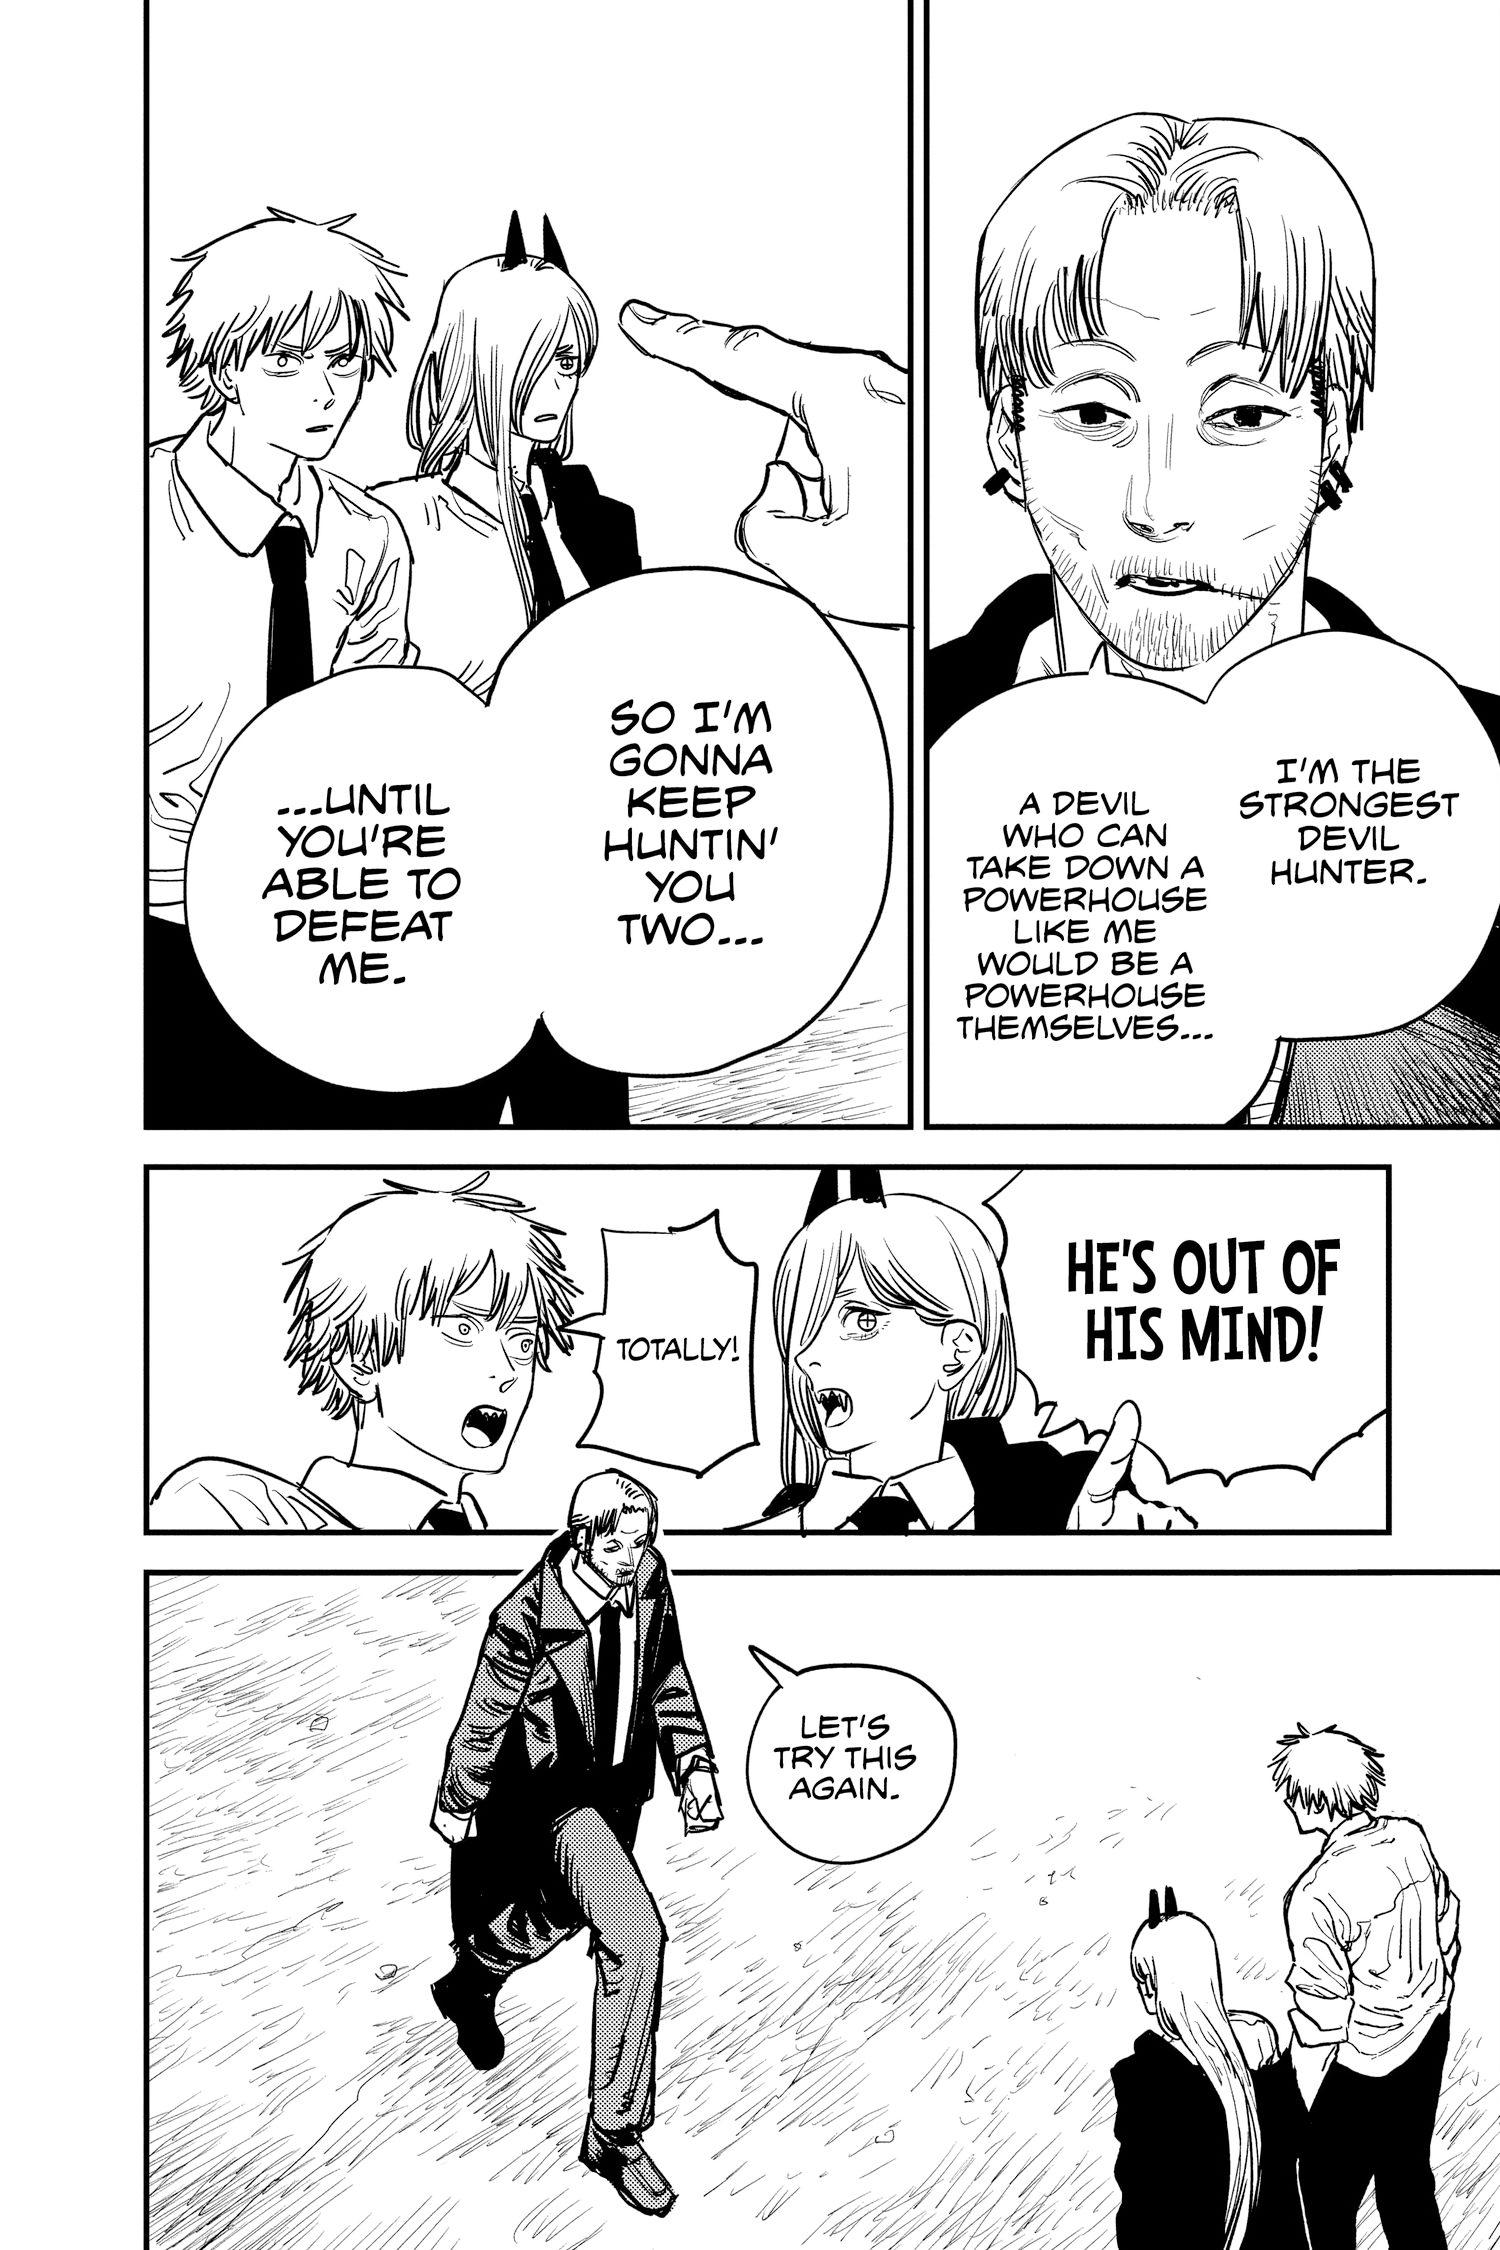 I'M THE
STRONGEST
DEVIL
HUNTER.
A DEVIL
WHO CAN
TAKE DOWN A
POWERHOUSE
LIKE ME
WOULD BE A
POWERHOUSE
THEMSELVES...
SO I'M
GONNA
KEEP
HUNTIN'
YOU
TWO...
...UNTIL
YOU'RE
ABLE TO
DEFEAT
ME.
HE'S OUT OF
HIS MIND!
TOTALLY!
LET'S
TRY THIS
AGAIN.